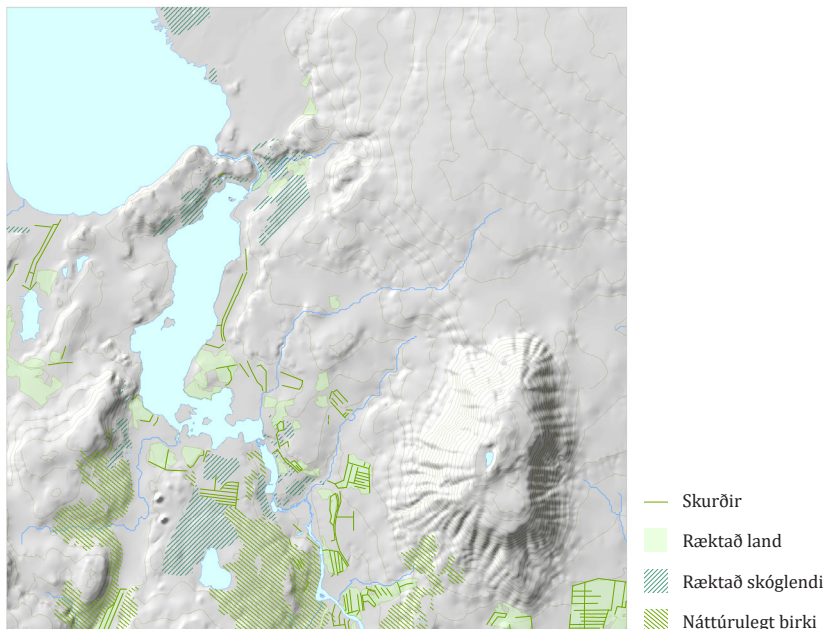 Skurðir
Ræktað land
Ræktað skóglendi
Náttúrulegt birki